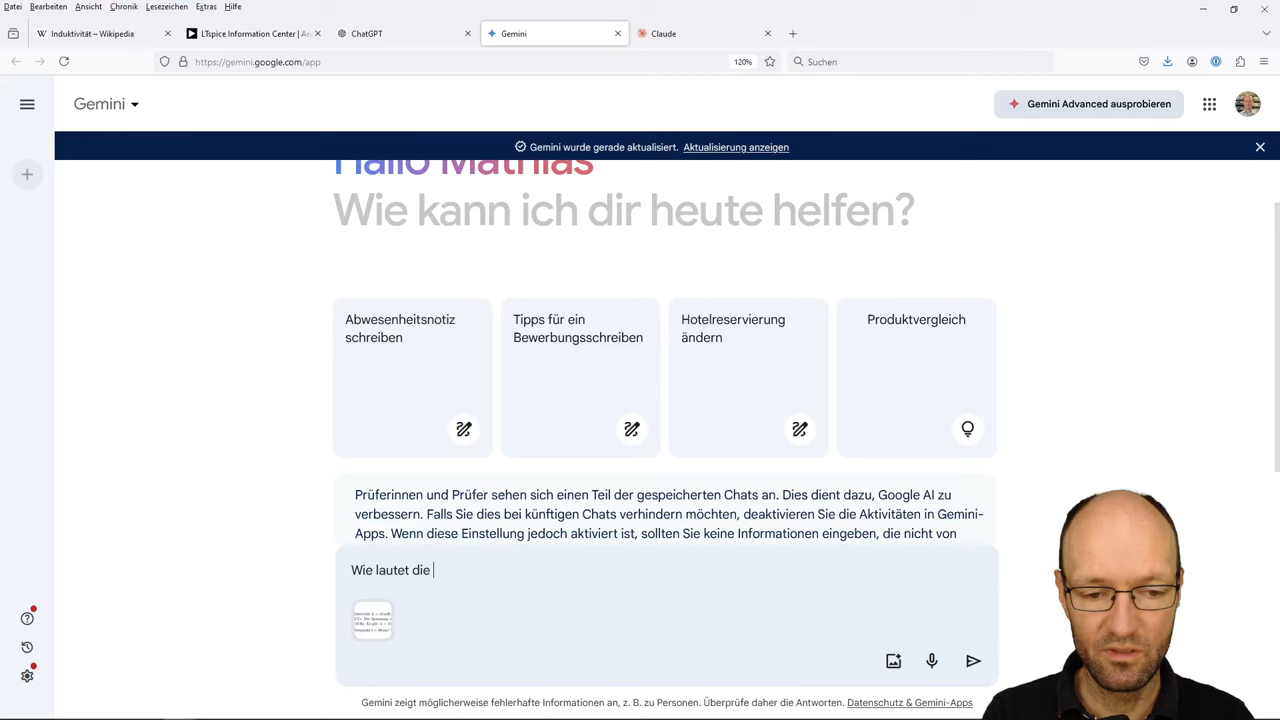 Datei Bearbeiten Ansicht Chronik Lesezeichen Extras Hilfe
W Induktivität – Wikipedia
LTspice Information Center | An
ChatGPT
Gemini
Claude
https://gemini.google.com/app
120%
Suchen
Gemini
Gemini Advanced ausprobieren
Gemini wurde gerade aktualisiert. Aktualisierung anzeigen
Hallo Mathias
Wie kann ich dir heute helfen?
Abwesenheitsnotiz
schreiben
Tipps für ein
Bewerbungsschreiben
Hotelreservierung
ändern
Produktvergleich
Prüferinnen und Prüfer sehen sich einen Teil der gespeicherten Chats an. Dies dient dazu, Google AI zu
verbessern. Falls Sie dies bei künftigen Chats verhindern möchten, deaktivieren Sie die Aktivitäten in Gemini-
Apps. Wenn diese Einstellung jedoch aktiviert ist, sollten Sie keine Informationen eingeben, die nicht von
Wie lautet die
Gemini zeigt möglicherweise fehlerhafte Informationen an, z. B. zu Personen. Überprüfe daher die Antworten. Datenschutz & Gemini-Apps